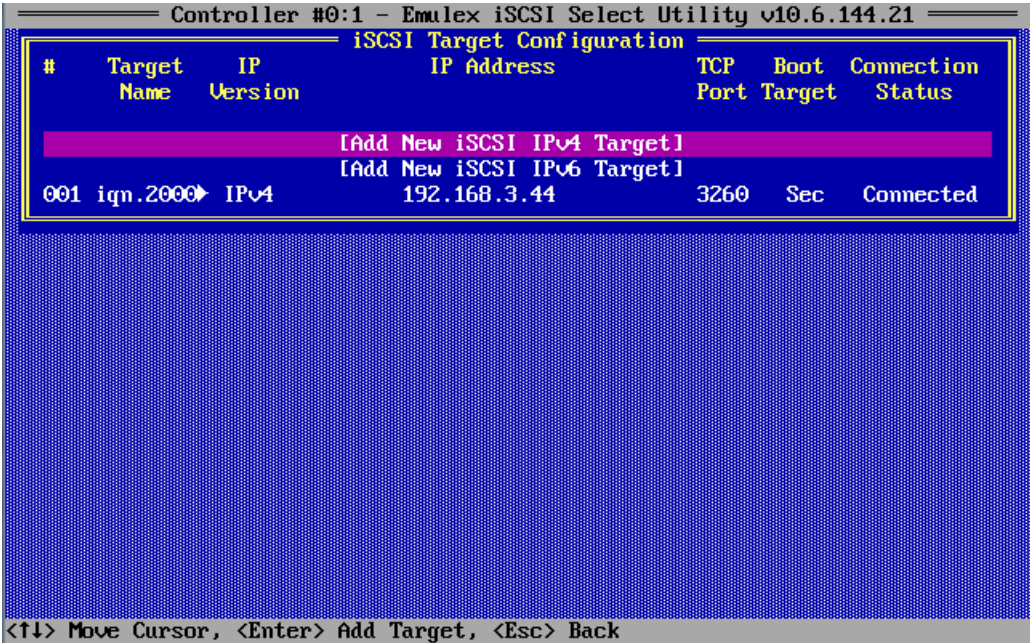 Controller #0:1 - Emulex iSCSI Select Utility v10.6.144.21
iSCSI Target Configuration
# Target IP IP Address TCP Boot Connection
Name Version Port Target Status
[Add New iSCSI IPv4 Target]
[Add New iSCSI IPv6 Target]
001 iqn.2000► IPv4 192.168.3.44 3260 Sec Connected
<↑↓> Move Cursor, <Enter> Add Target, <Esc> Back